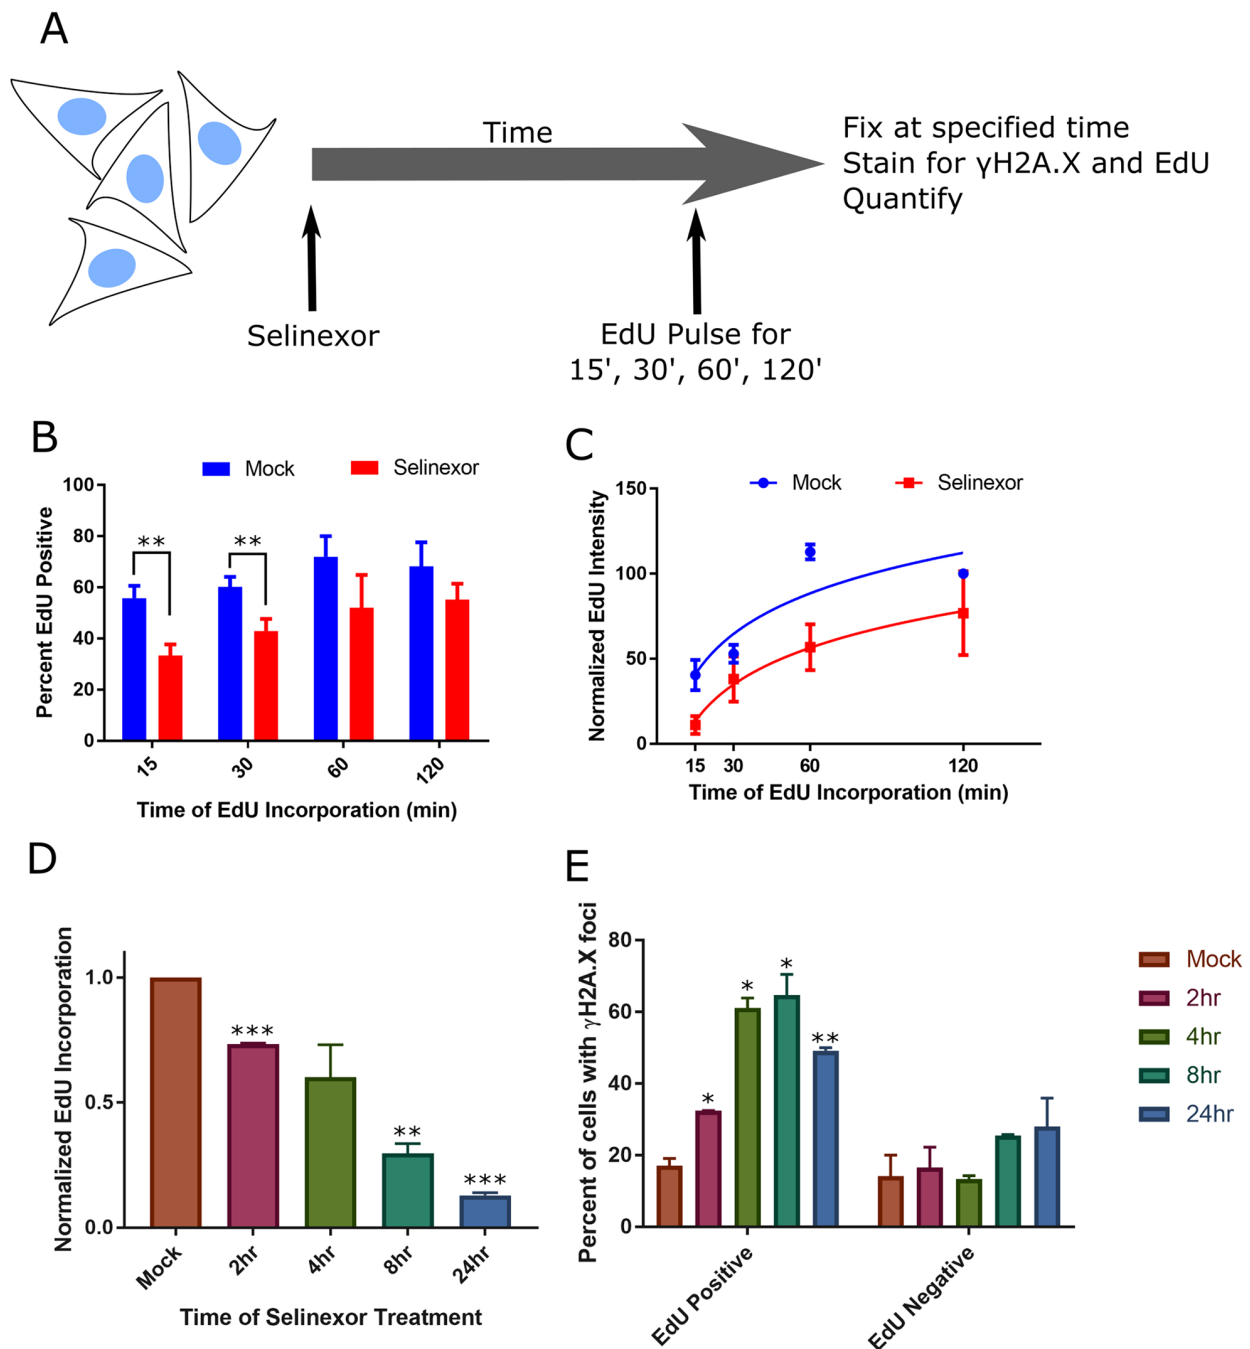 A
Time
Fix at specified time
Stain for γH2A.X and EdU
Quantify
Selinexor
EdU Pulse for
15', 30', 60', 120'
B
Mock
Selinexor
Percent EdU Positive
100
80
60
40
20
0
**
**
15
30
60
120
Time of EdU Incorporation (min)
C
Mock
Selinexor
Normalized EdU Intensity
150
100
50
0
15
30
60
120
Time of EdU Incorporation (min)
D
Normalized EdU Incorporation
1.0
0.5
0.0
***
**
***
Mock
2hr
4hr
8hr
24hr
Time of Selinexor Treatment
E
Percent of cells with γH2A.X foci
80
60
40
20
0
*
*
*
**
EdU Positive
EdU Negative
Mock
2hr
4hr
8hr
24hr